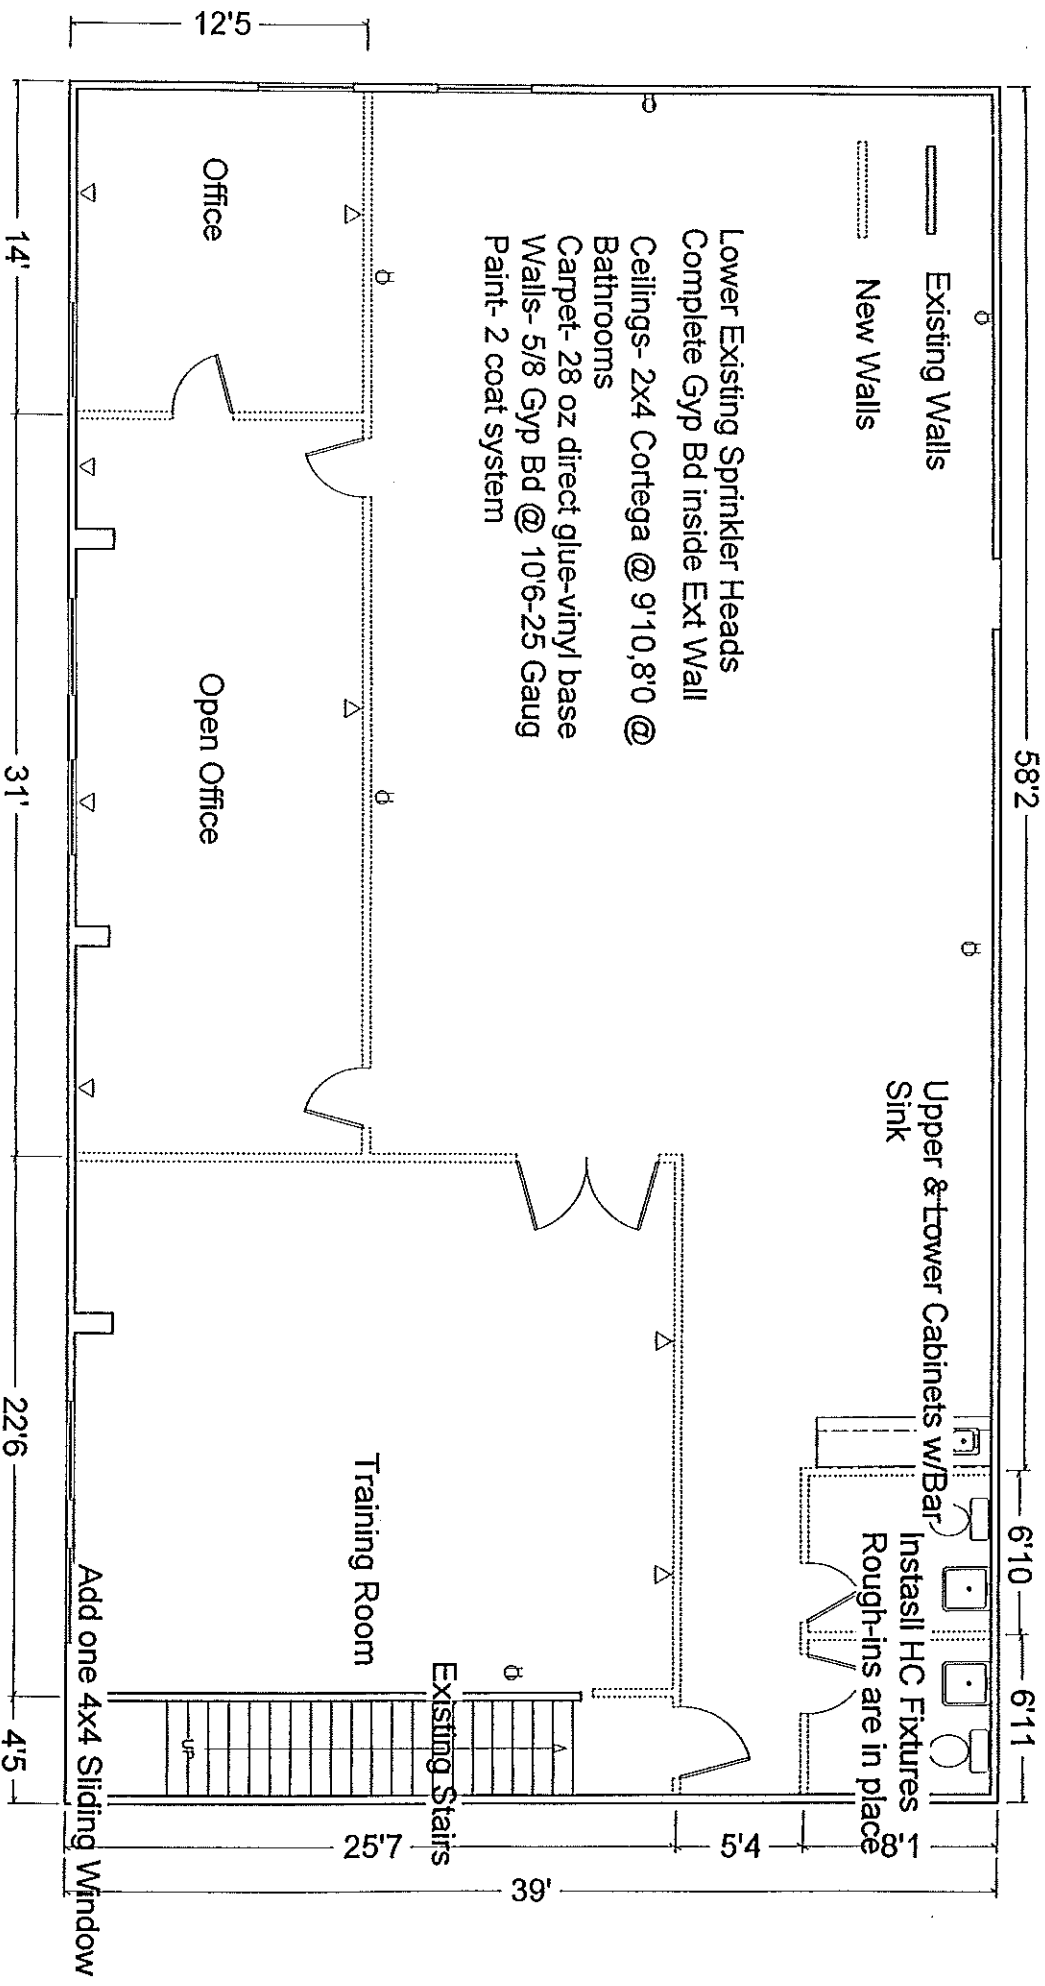 58'2
6'10
6'11
Existing Walls
New Walls
Lower Existing Sprinkler Heads
Complete Gyp Bd inside Ext Wall
Ceilings- 2x4 Cortega @ 9'10,8'0 @
Bathrooms
Carpet- 28 oz direct glue-vinyl base
Walls- 5/8 Gyp Bd @ 10'6-25 Gaug
Paint- 2 coat system
Upper & Lower Cabinets w/Bar
Sink
Instasll HC Fixtures
Rough-ins are in place
8'1
5'4
25'7
39'
12'5
Office
Open Office
Training Room
Existing Stairs
UP
Add one 4x4 Sliding Window
14'
31'
22'6
4'5